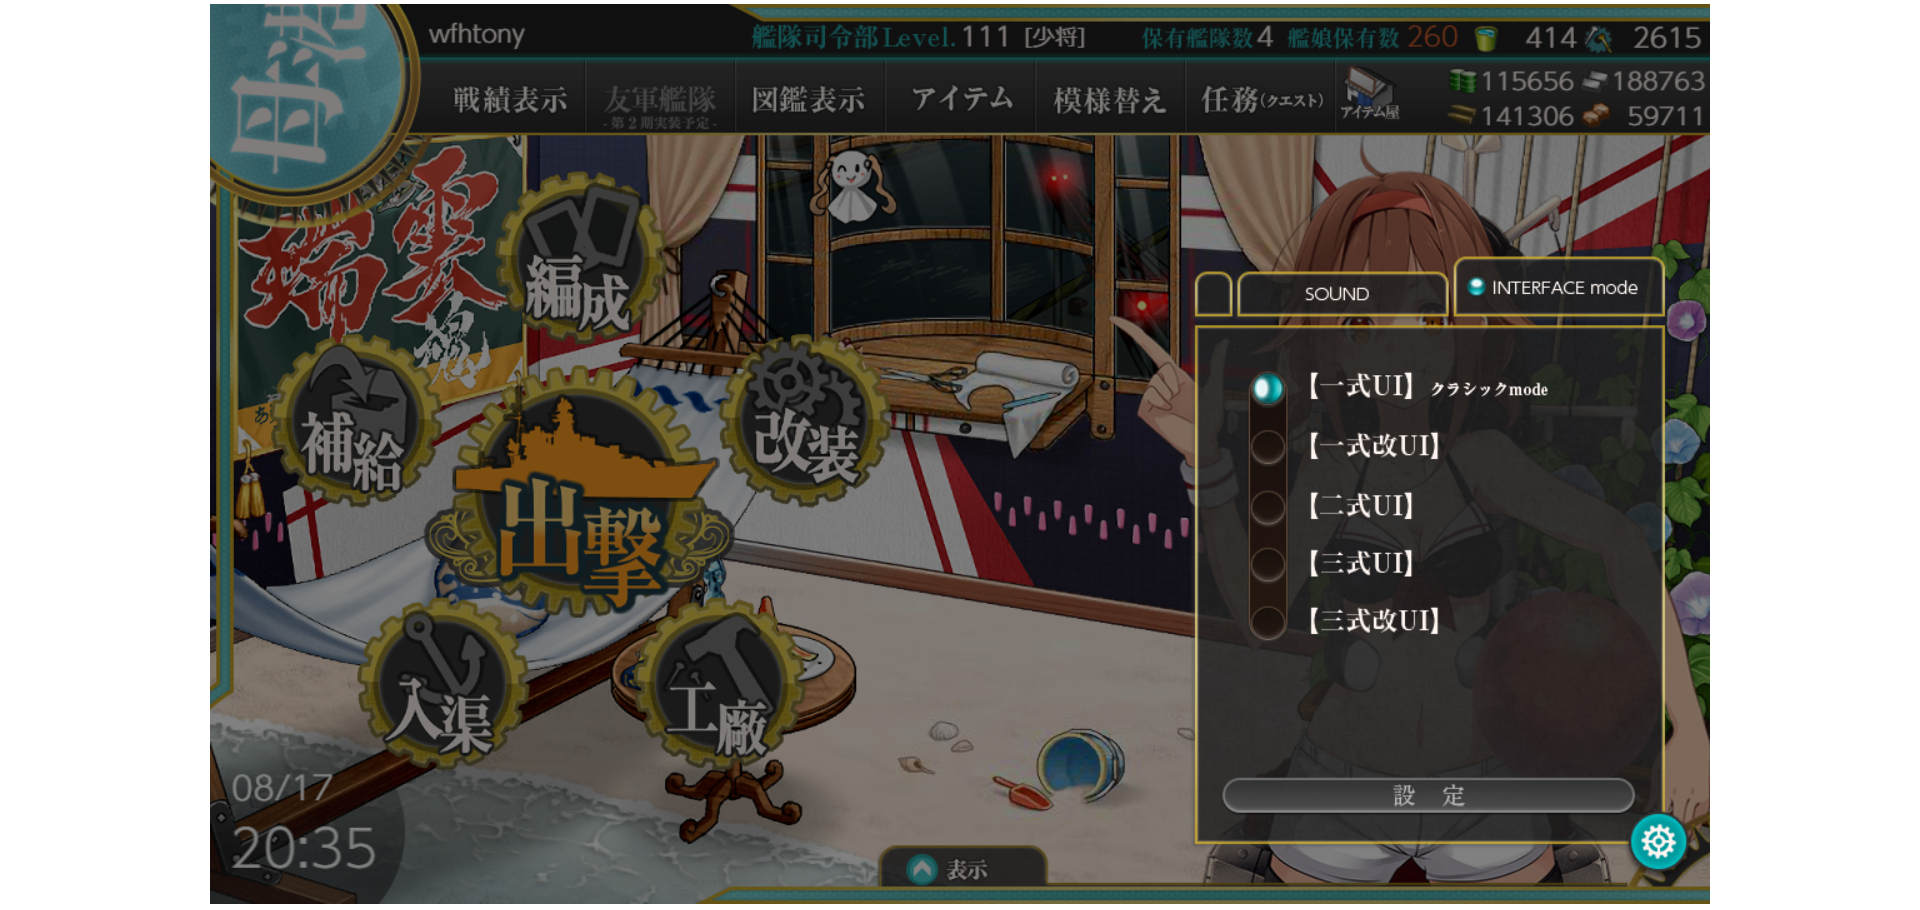 母港
wfhtony
艦隊司令部Level.111 [少将]
保有艦隊数4 艦娘保有数260
414 2615
戦績表示
友軍艦隊
-第2期実装予定-
図鑑表示
アイテム
模様替え
任務(クエスト)
アイテム屋
115656 188763
141306 59711
瑞雲
魂
編成
補給
改装
出撃
入渠
工廠
SOUND
INTERFACE mode
【一式UI】 クラシックmode
【一式改UI】
【二式UI】
【三式UI】
【三式改UI】
設 定
08/17
20:35
表示